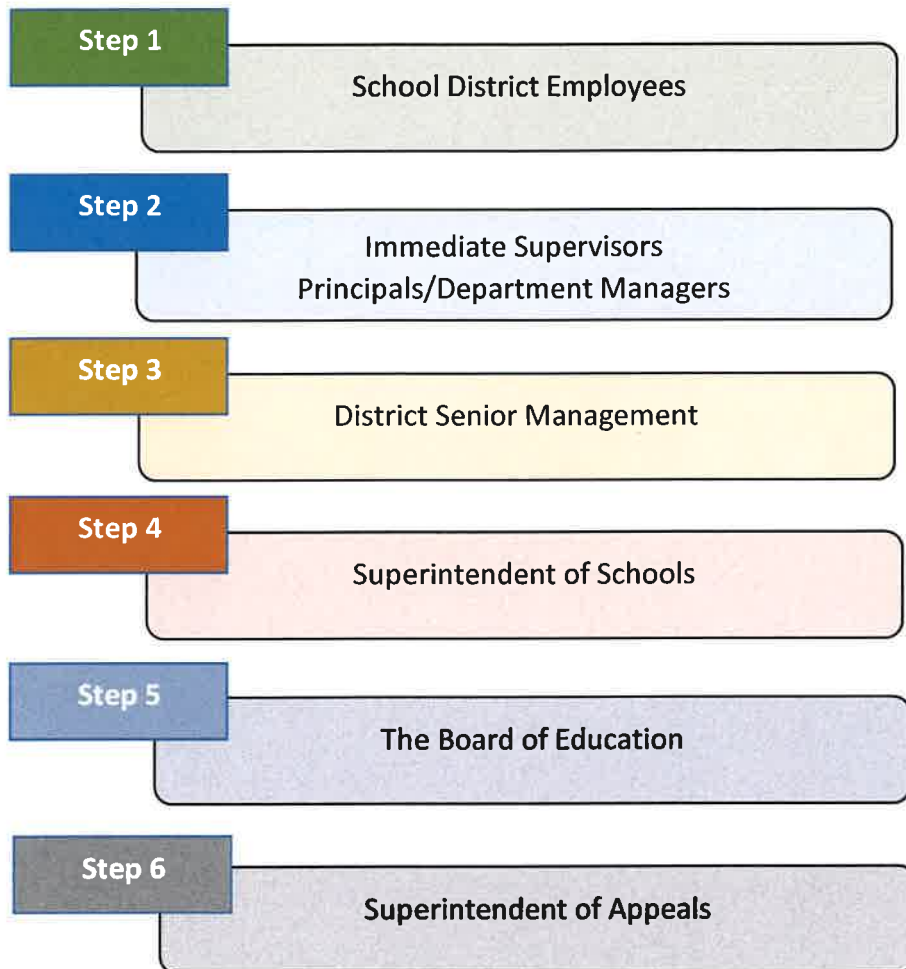 Step 1
School District Employees
Step 2
Immediate Supervisors
Principals/Department Managers
Step 3
District Senior Management
Step 4
Superintendent of Schools
Step 5
The Board of Education
Step 6
Superintendent of Appeals